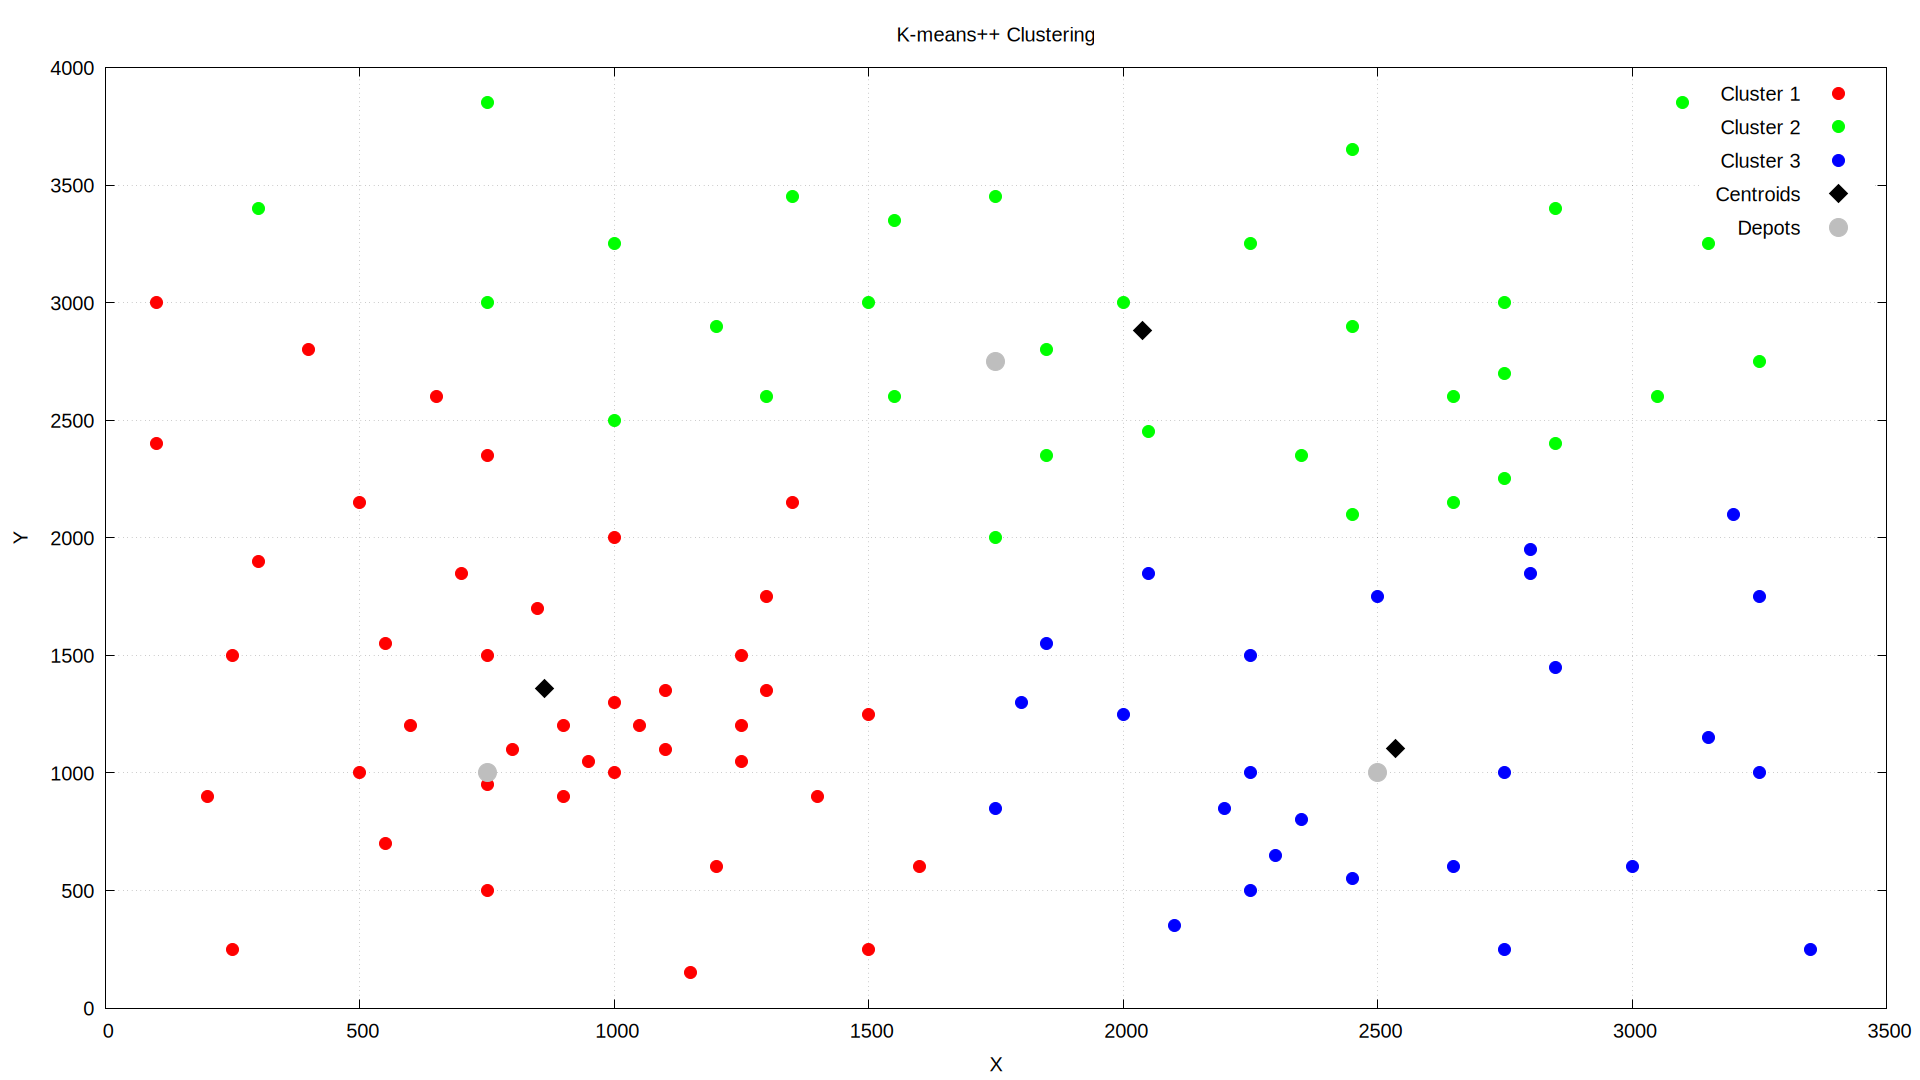 K-means++ Clustering
4000
3500
3000
2500
2000
1500
1000
500
0
Y
Cluster 1
Cluster 2
Cluster 3
Centroids
Depots
0 500 1000 1500 2000 2500 3000 3500
X